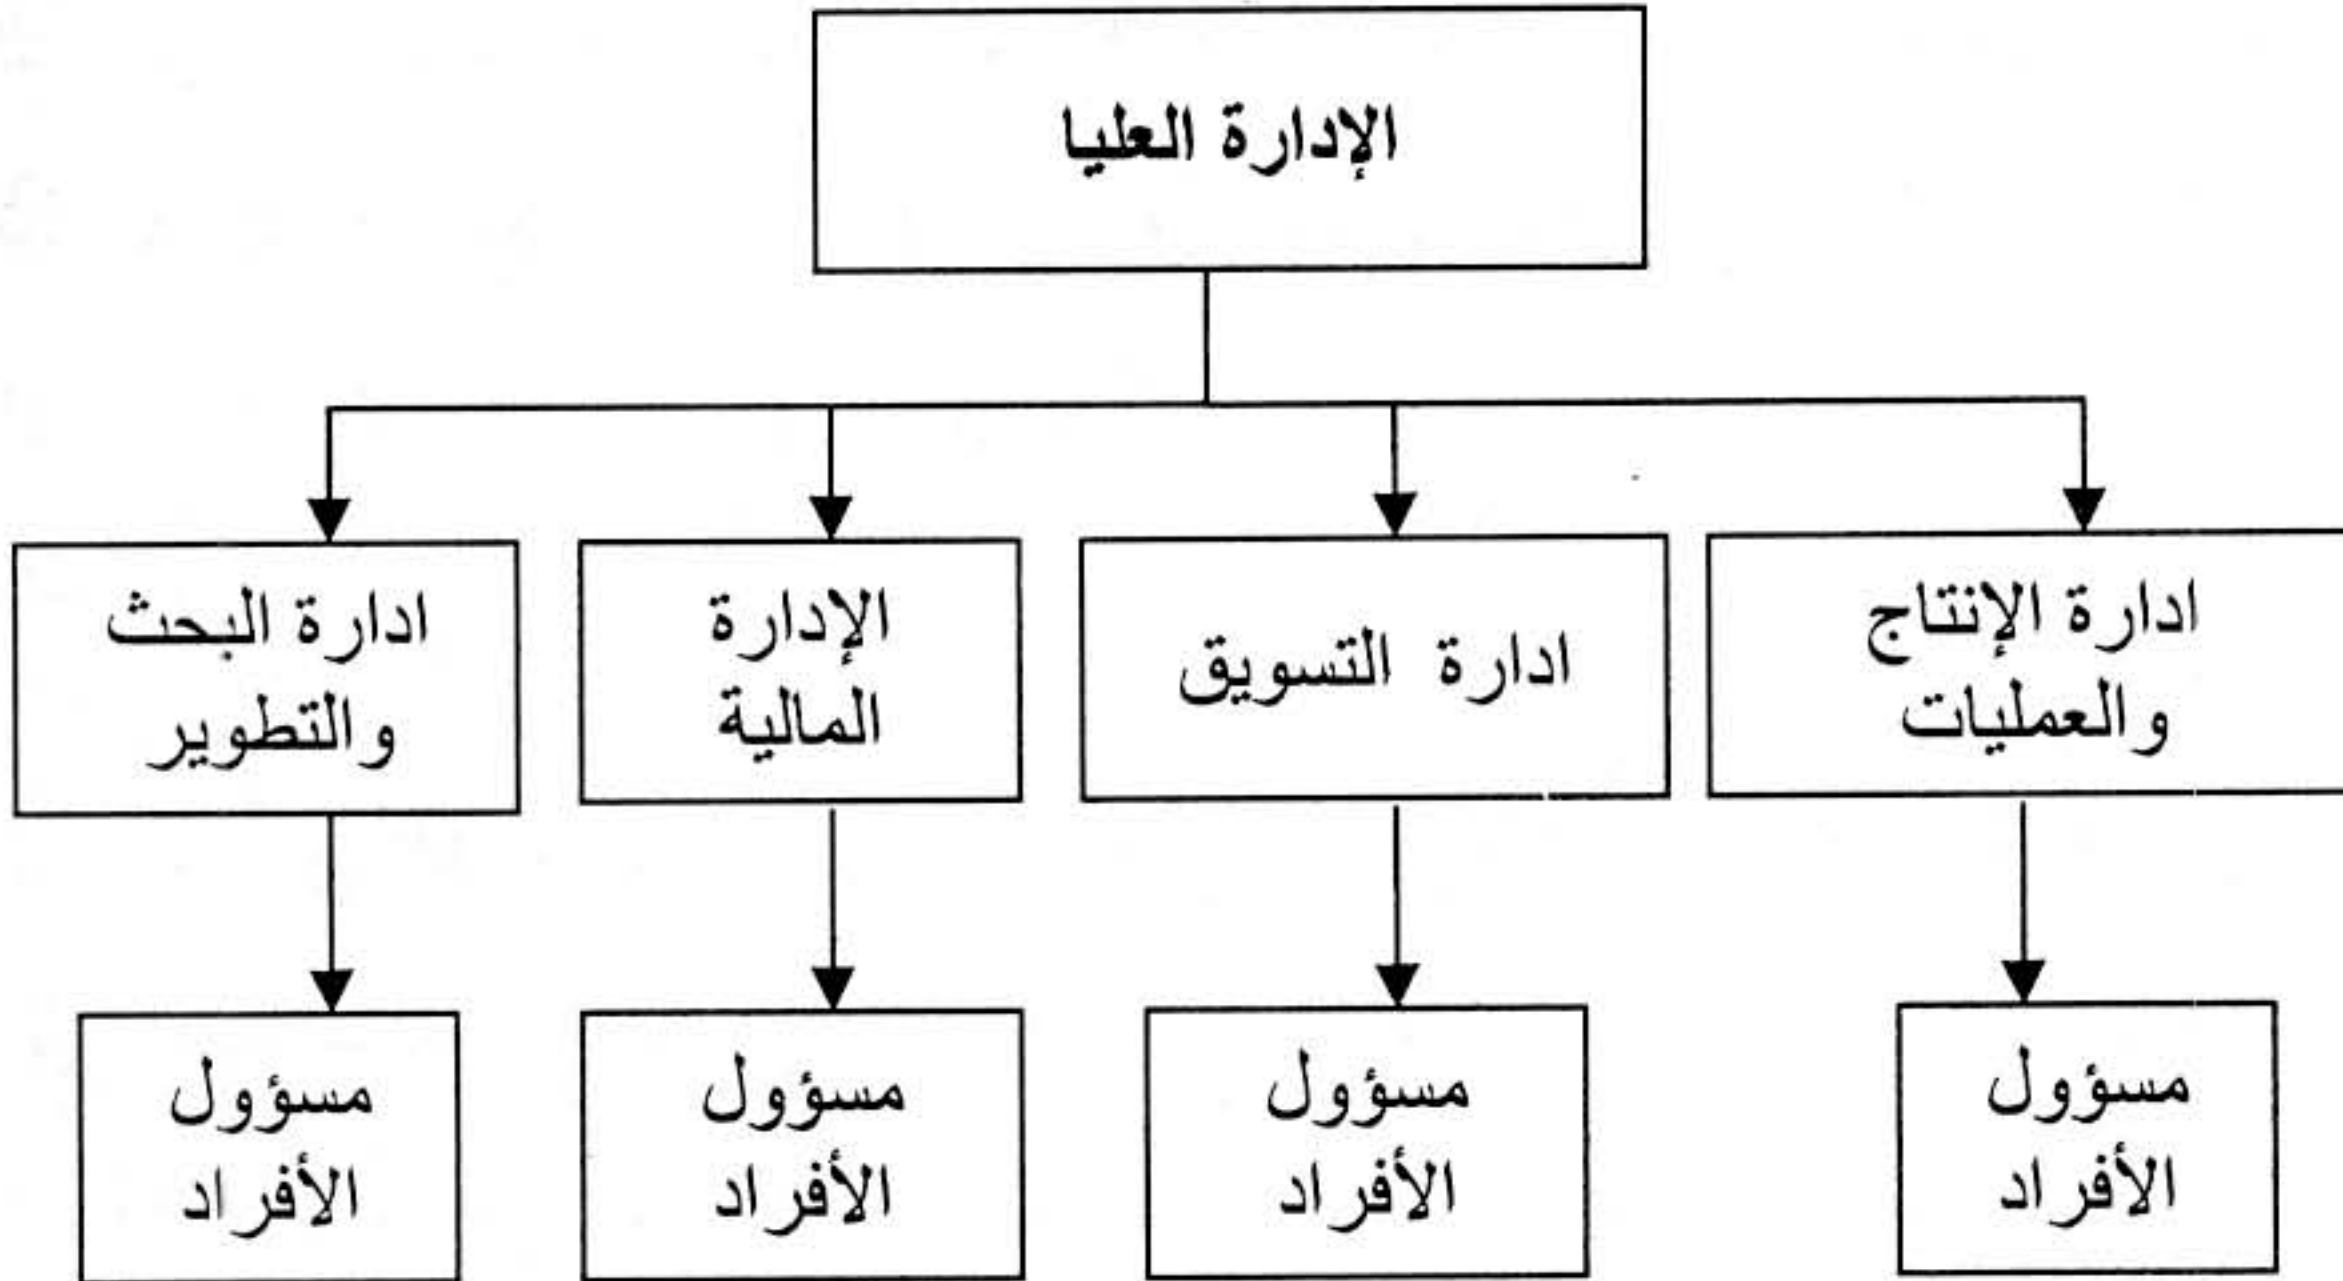 الإدارة العليا
ادارة الإنتاج
والعمليات
ادارة التسويق
الإدارة
المالية
ادارة البحث
والتطوير
مسؤول
الأفراد
مسؤول
الأفراد
مسؤول
الأفراد
مسؤول
الأفراد